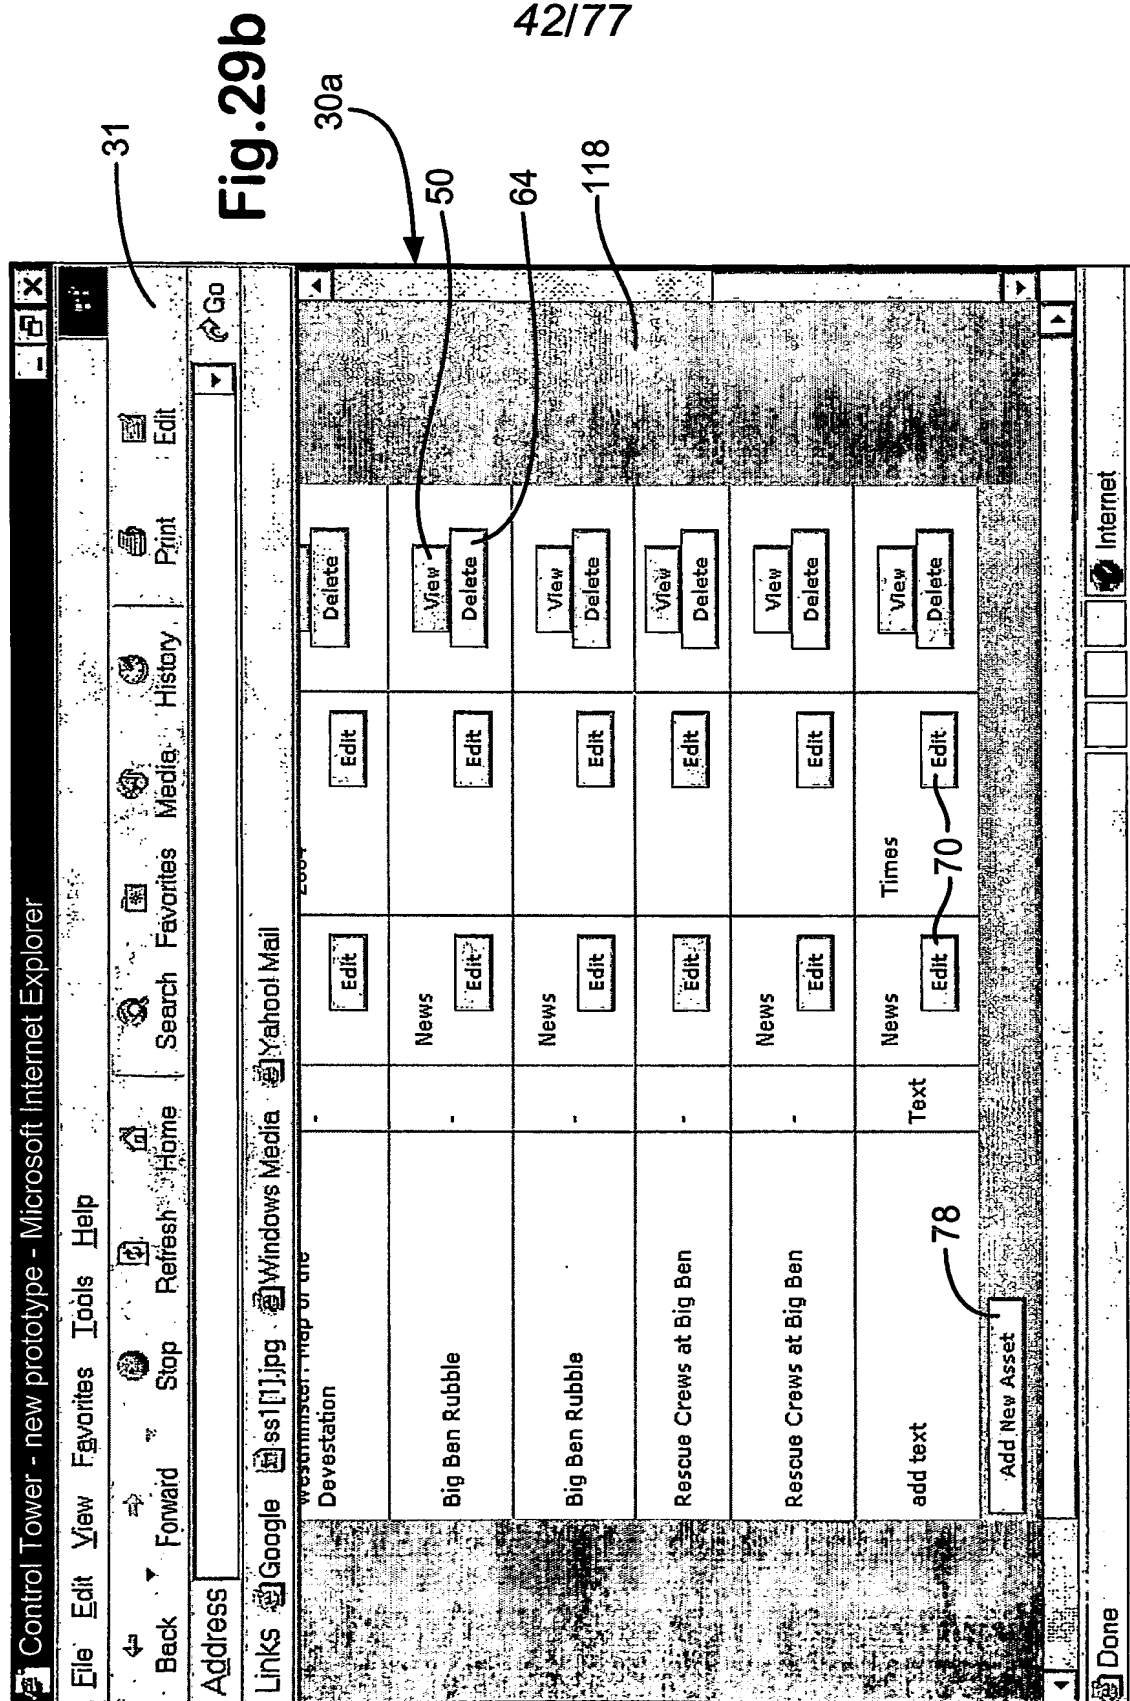 42/77
Fig.29b
Control Tower - new prototype - Microsoft Internet Explorer
File Edit View Favorites Tools Help
31
Back Forward Stop Refresh Home Search Favorites Media History Print Edit
Address Go
Links Google ss1[1].jpg Windows Media Yahoo! Mail
30a
Devestation - Edit Edit Delete
50
Big Ben Rubble - News Edit Edit View Delete
64
Big Ben Rubble - News Edit Edit View Delete
118
Rescue Crews at Big Ben - Edit Edit View Delete
Rescue Crews at Big Ben - News Edit Edit View Delete
add text Text News Edit Times Edit View Delete
70
78
Add New Asset
Done Internet